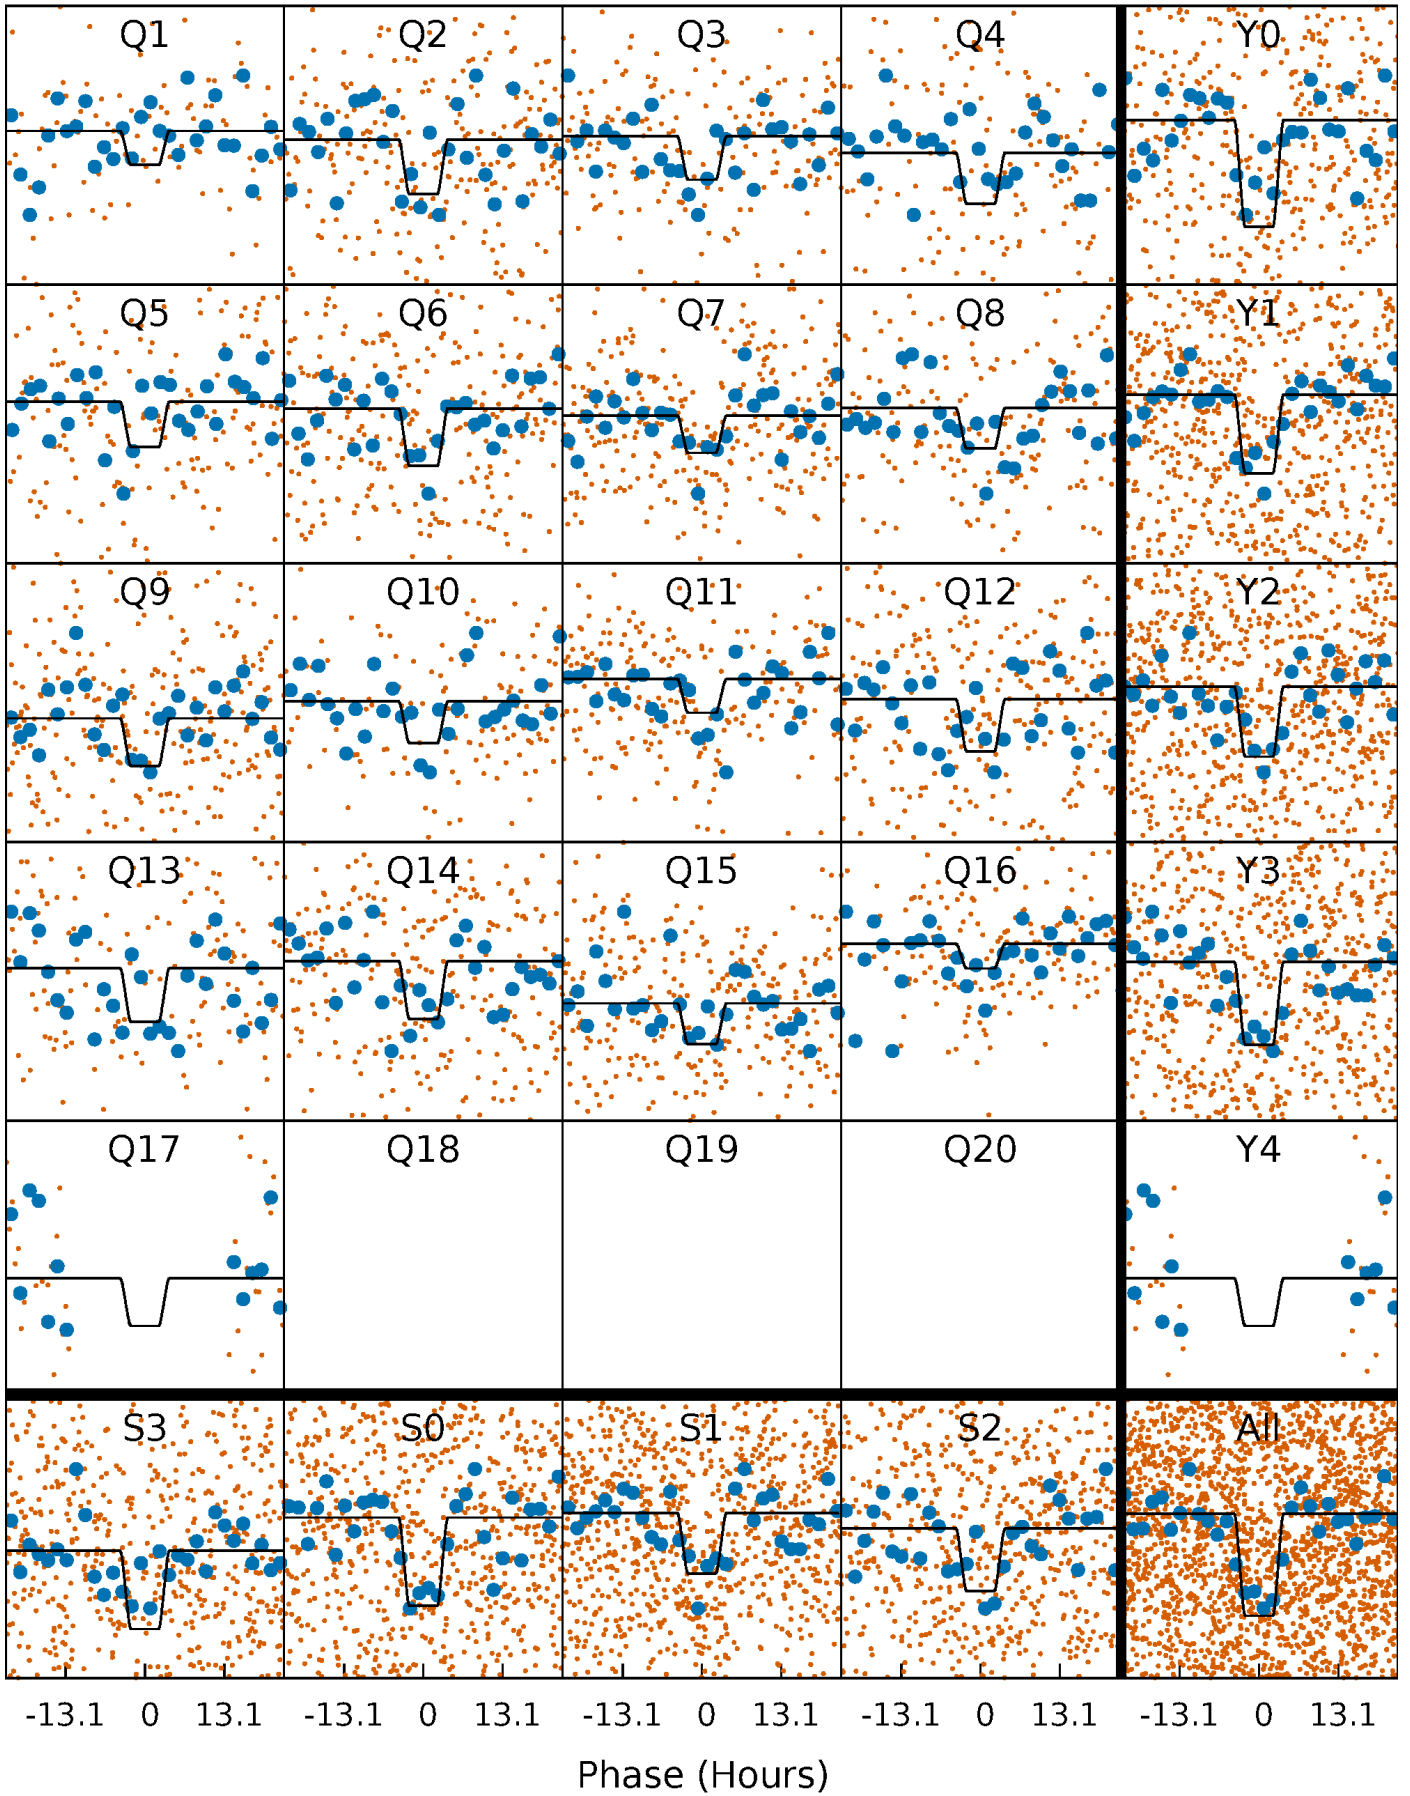 Q1 Q2 Q3 Q4 Y0
Q5 Q6 Q7 Q8 Y1
Q9 Q10 Q11 Q12 Y2
Q13 Q14 Q15 Q16 Y3
Q17 Q18 Q19 Q20 Y4
S3 S0 S1 S2 All
-13.1 0 13.1 -13.1 0 13.1 -13.1 0 13.1 -13.1 0 13.1 -13.1 0 13.1
Phase (Hours)